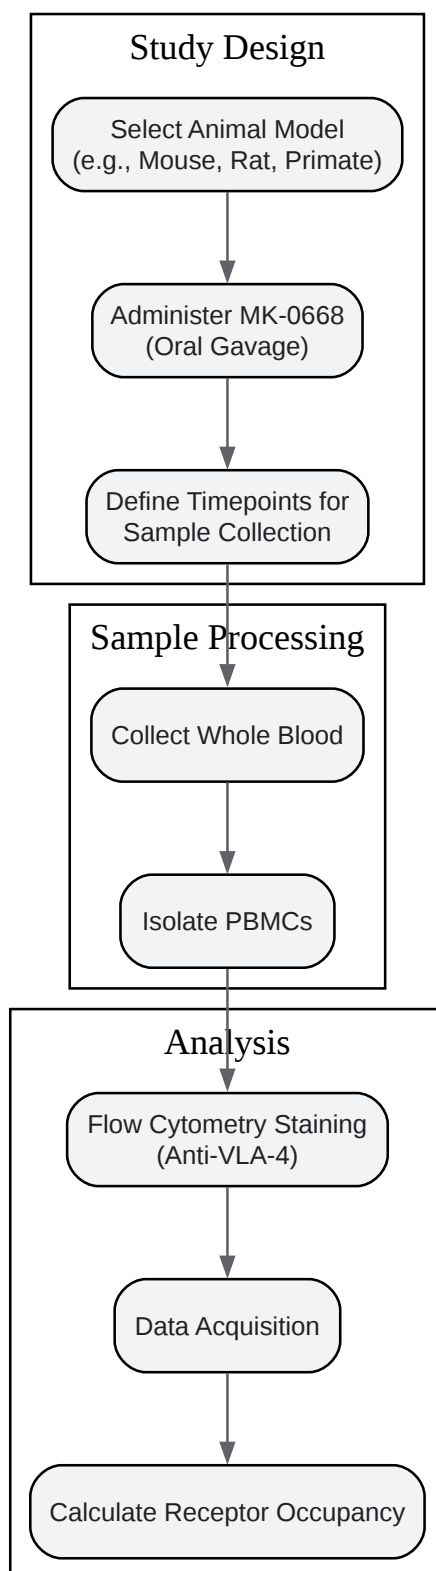 Study Design
Select Animal Model
(e.g., Mouse, Rat, Primate)
Administer MK-0668
(Oral Gavage)
Define Timepoints for
Sample Collection
Sample Processing
Collect Whole Blood
Isolate PBMCs
Analysis
Flow Cytometry Staining
(Anti-VLA-4)
Data Acquisition
Calculate Receptor Occupancy